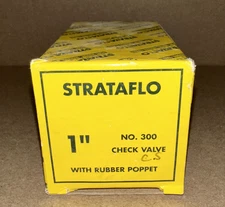 STRATAFLO
1"
NO. 300
CHECK VALVE
C.S
WITH RUBBER POPPET